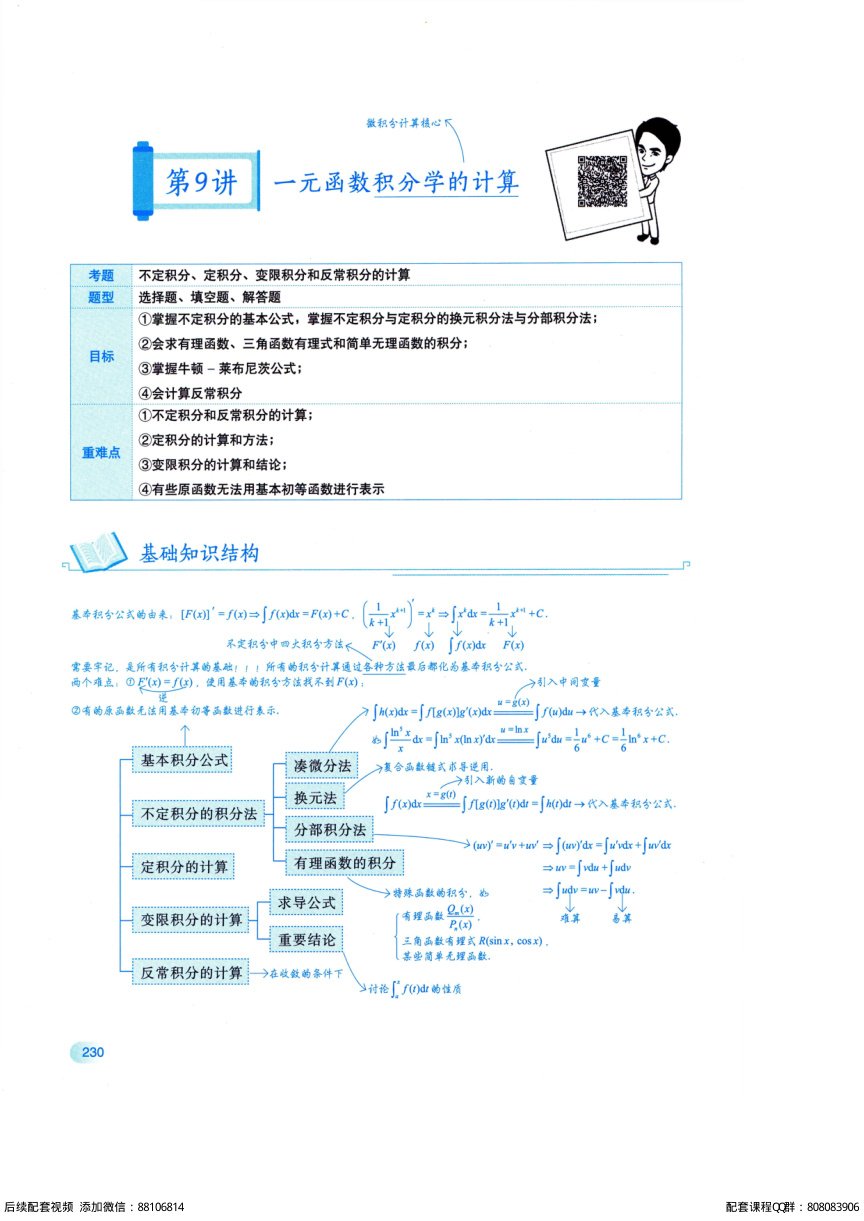 微积分计算核心
第9讲 一元函数积分学的计算
考题 不定积分、定积分、变限积分和反常积分的计算
题型 选择题、填空题、解答题
目标
①掌握不定积分的基本公式，掌握不定积分与定积分的换元积分法与分部积分法；
②会求有理函数、三角函数有理式和简单无理函数的积分；
③掌握牛顿–莱布尼茨公式；
④会计算反常积分
重难点
①不定积分和反常积分的计算；
②定积分的计算和方法；
③变限积分的计算和结论；
④有些原函数无法用基本初等函数进行表示
基础知识结构
基本积分公式的由来：[F(x)]′=f(x)⇒∫f(x)dx=F(x)+C，(1/(k+1) x^{k+1})′=x^k⇒∫x^k dx=1/(k+1) x^{k+1}+C.
不定积分中四大积分方法 F′(x) f(x) ∫f(x)dx F(x)
需要牢记，是所有积分计算的基础！！！所有的积分计算通过各种方法最后都化为基本积分公式.
两个难点：①F′(x)=f(x)，使用基本的积分方法找不到F(x)；
逆
②有的原函数无法用基本初等函数进行表示.
引入中间变量
∫h(x)dx=∫f[g(x)]g′(x)dx u=g(x) ∫f(u)du→代入基本积分公式.
如∫ln⁵x/x dx=∫ln⁵x(lnx)′dx u=lnx ∫u⁵du=1/6 u⁶+C=1/6 ln⁶x+C.
基本积分公式
凑微分法 →复合函数链式求导逆用.
换元法 →引入新的自变量
∫f(x)dx x=g(t) ∫f[g(t)]g′(t)dt=∫h(t)dt→代入基本积分公式.
不定积分的积分法
分部积分法
(uv)′=u′v+uv′⇒∫(uv)′dx=∫u′vdx+∫uv′dx
⇒uv=∫vdu+∫udv
⇒∫udv=uv-∫vdu.
难算 易算
定积分的计算
有理函数的积分
特殊函数的积分，如
有理函数Qₘ(x)/Pₙ(x)，
三角函数有理式R(sin x, cos x)，
某些简单无理函数.
变限积分的计算
求导公式
重要结论
反常积分的计算 →在收敛的条件下
讨论∫ₐˣf(t)dt的性质
230
后续配套视频 添加微信：88106814
配套课程QQ群：808083906